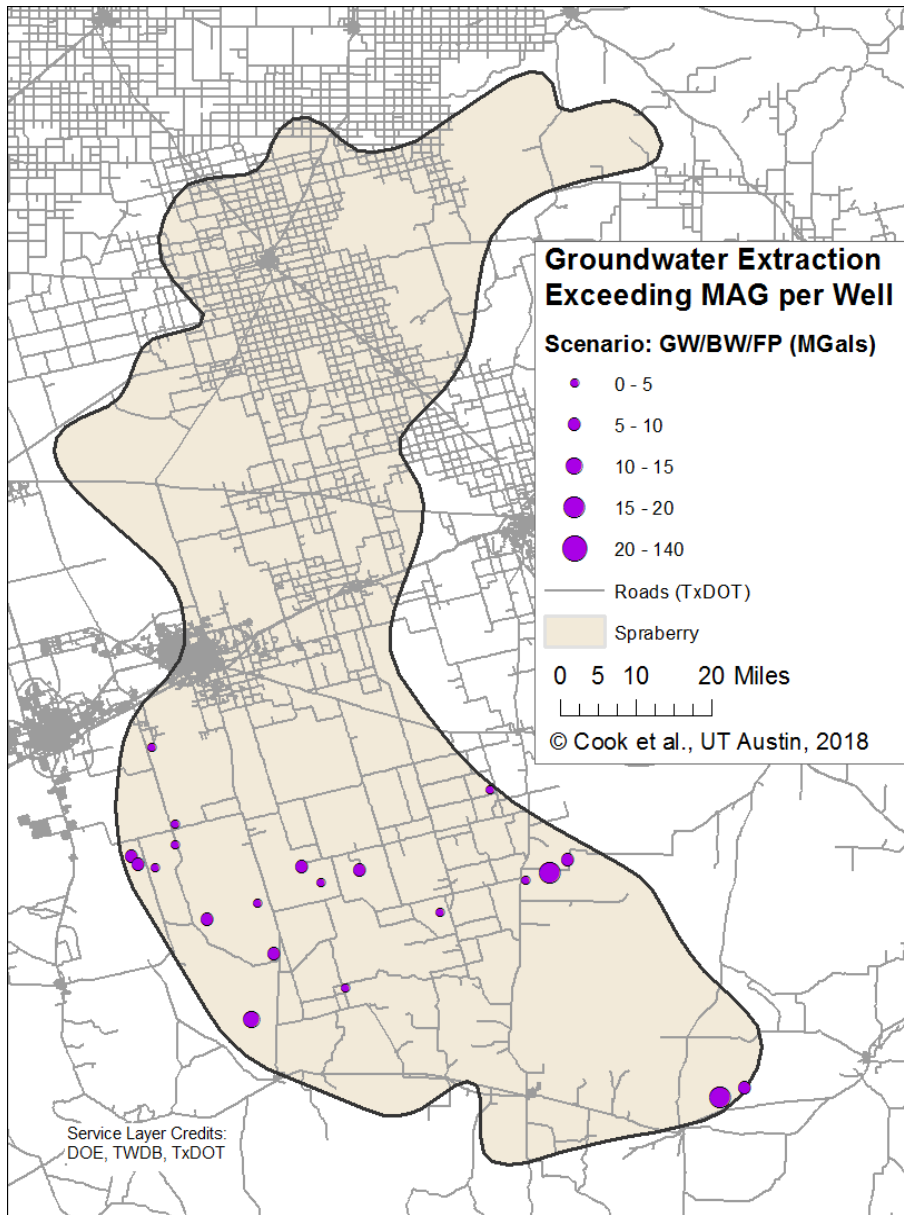 Groundwater Extraction
Exceeding MAG per Well
Scenario: GW/BW/FP (MGals)
0 - 5
5 - 10
10 - 15
15 - 20
20 - 140
Roads (TxDOT)
Spraberry
0 5 10 20 Miles
© Cook et al., UT Austin, 2018
Service Layer Credits:
DOE, TWDB, TxDOT